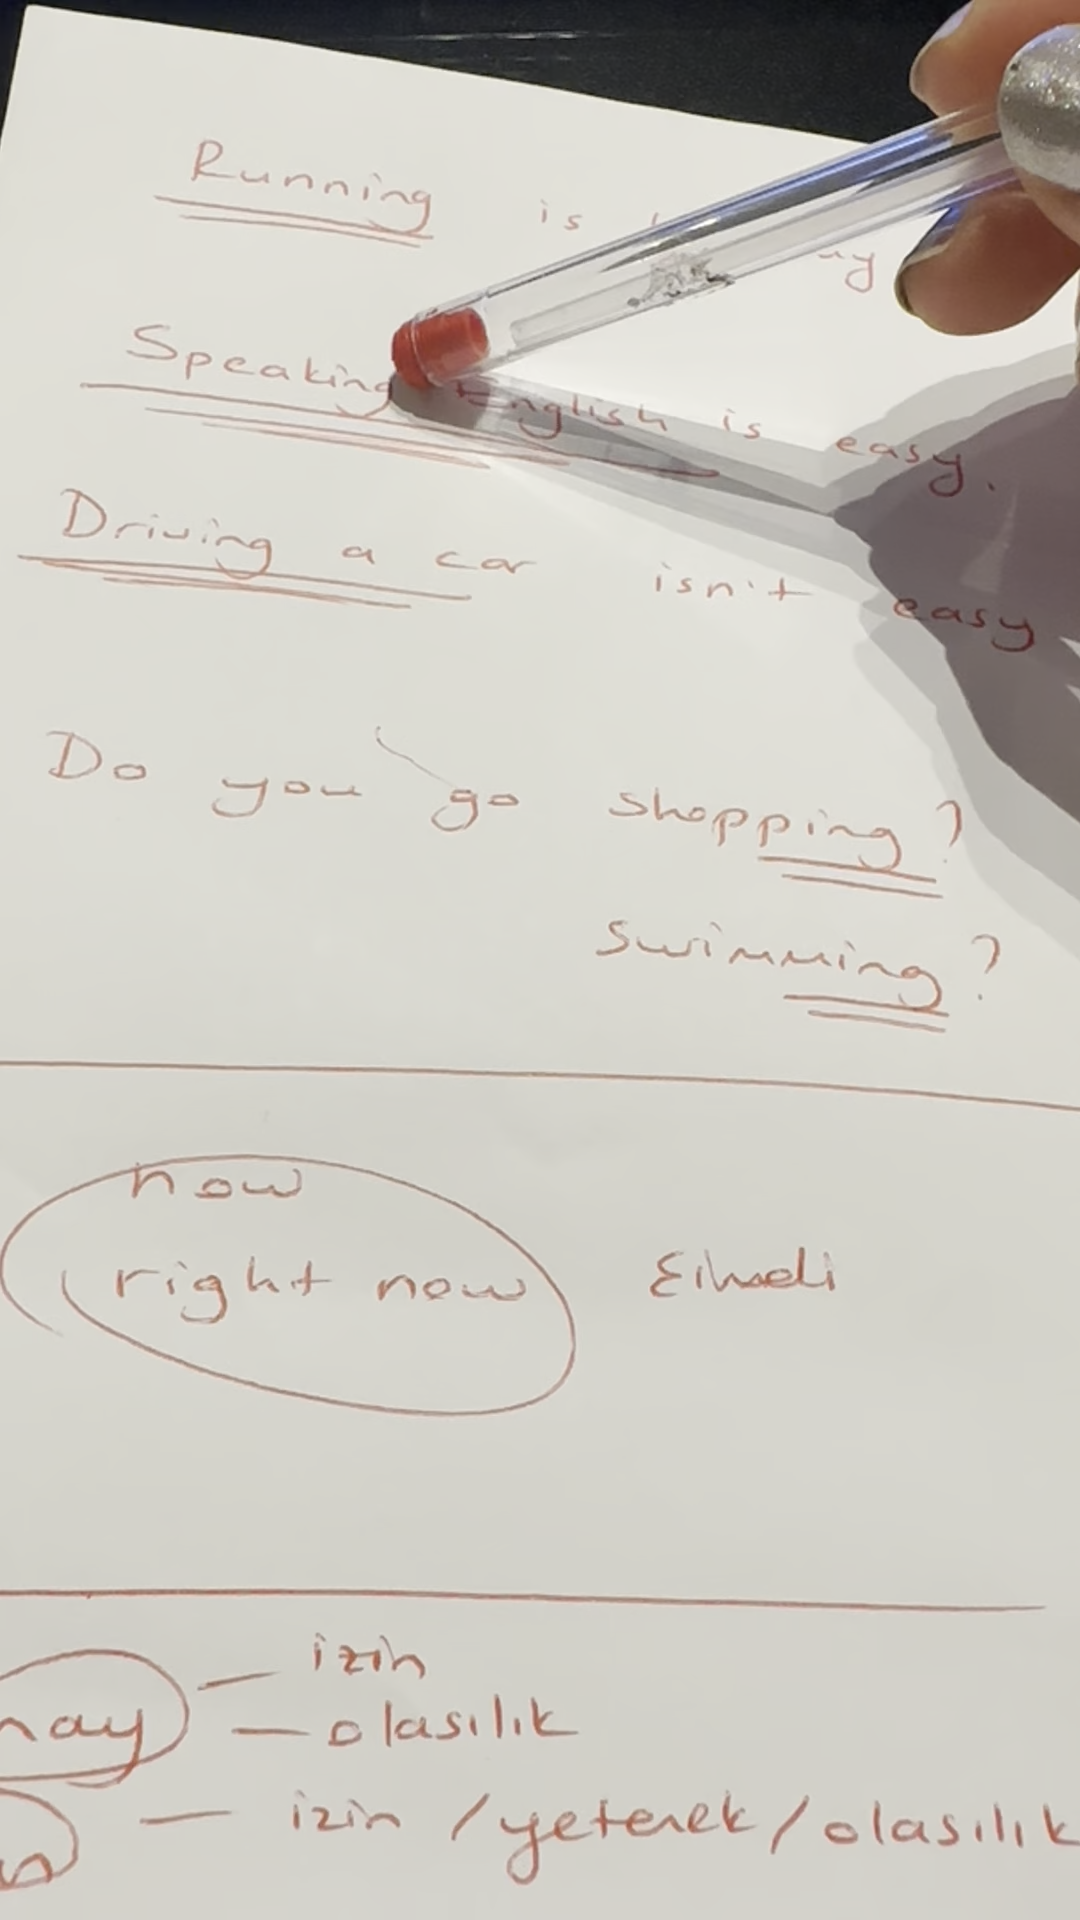 Running is
Speaking English is easy.
Driving a car isn't easy
Do you go shopping?
swimming?
now
right now Şimdi
may — izin
— olasılık
— izin / yetenek / olasılık